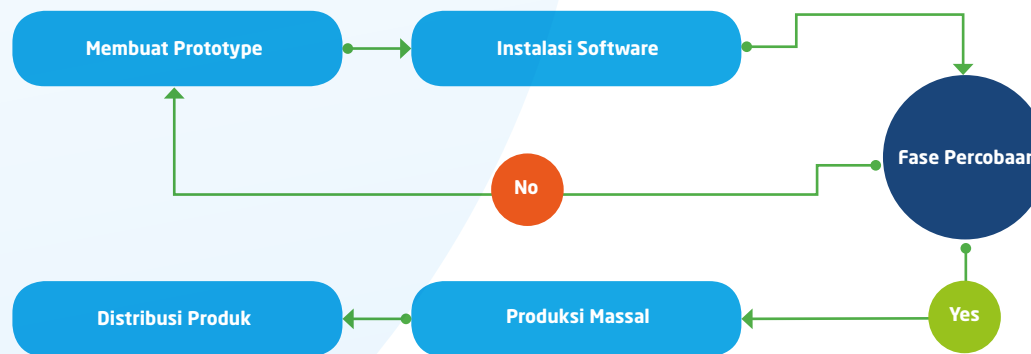 Membuat Prototype
Instalasi Software
Fase Percobaan
No
Distribusi Produk
Produksi Massal
Yes